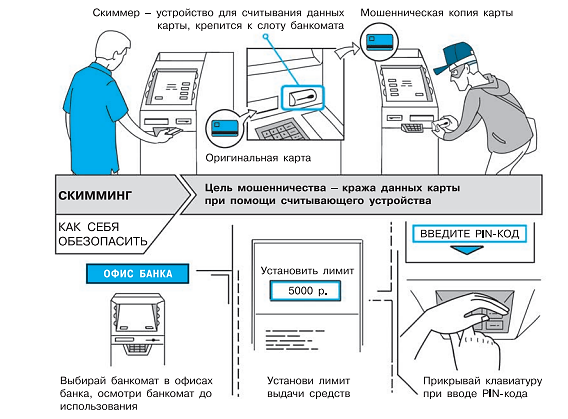 Скиммер – устройство для считывания данных
карты, крепится к слоту банкомата
Мошенническая копия карты
Оригинальная карта
СКИММИНГ
Цель мошенничества – кража данных карты
при помощи считывающего устройства
КАК СЕБЯ
ОБЕЗОПАСИТЬ
ОФИС БАНКА
Установить лимит
5000 р.
ВВЕДИТЕ PIN-КОД
Выбирай банкомат в офисах
банка, осмотри банкомат до
использования
Установи лимит
выдачи средств
Прикрывай клавиатуру
при вводе PIN-кода